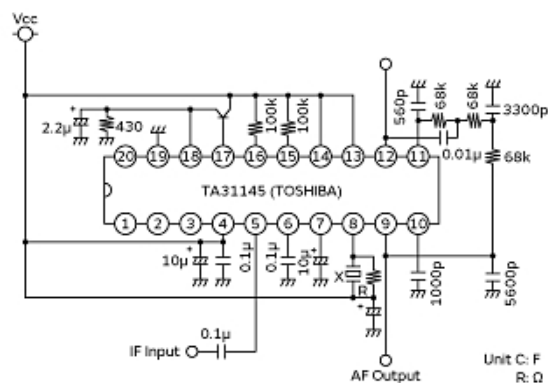 Vcc
560p
68k
68k
3300p
2.2μ
430
100k
100k
0.01μ
68k
20 19 18 17 16 15 14 13 12 11
TA31145 (TOSHIBA)
1 2 3 4 5 6 7 8 9 10
10μ
0.1μ
0.1μ
10μ
X
R
1000p
5600p
0.1μ
IF Input
AF Output
Unit C: F
R: Ω
+
+
+
+